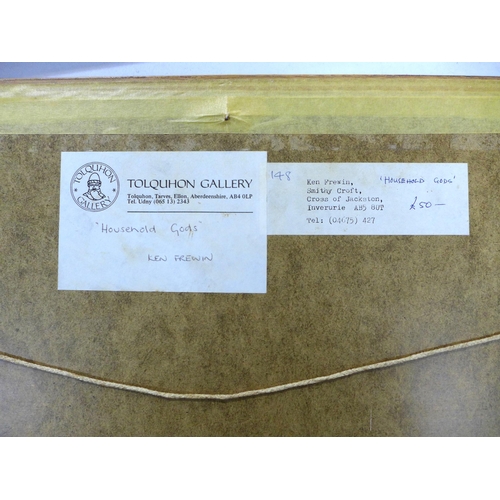 TOLQUHON
GALLERY
TOLQUHON GALLERY
Tolquhon, Tarves, Ellon, Aberdeenshire, AB4 0LP
Tel. Udny (065 13) 2343
"Household Gods"
KEN FREWIN
148
Ken Frewin,
Smithy Croft,
Cross of Jackston,
Inverurie AB5 8UT
Tel: (04675) 427
'HOUSEHOLD GODS'
£50—